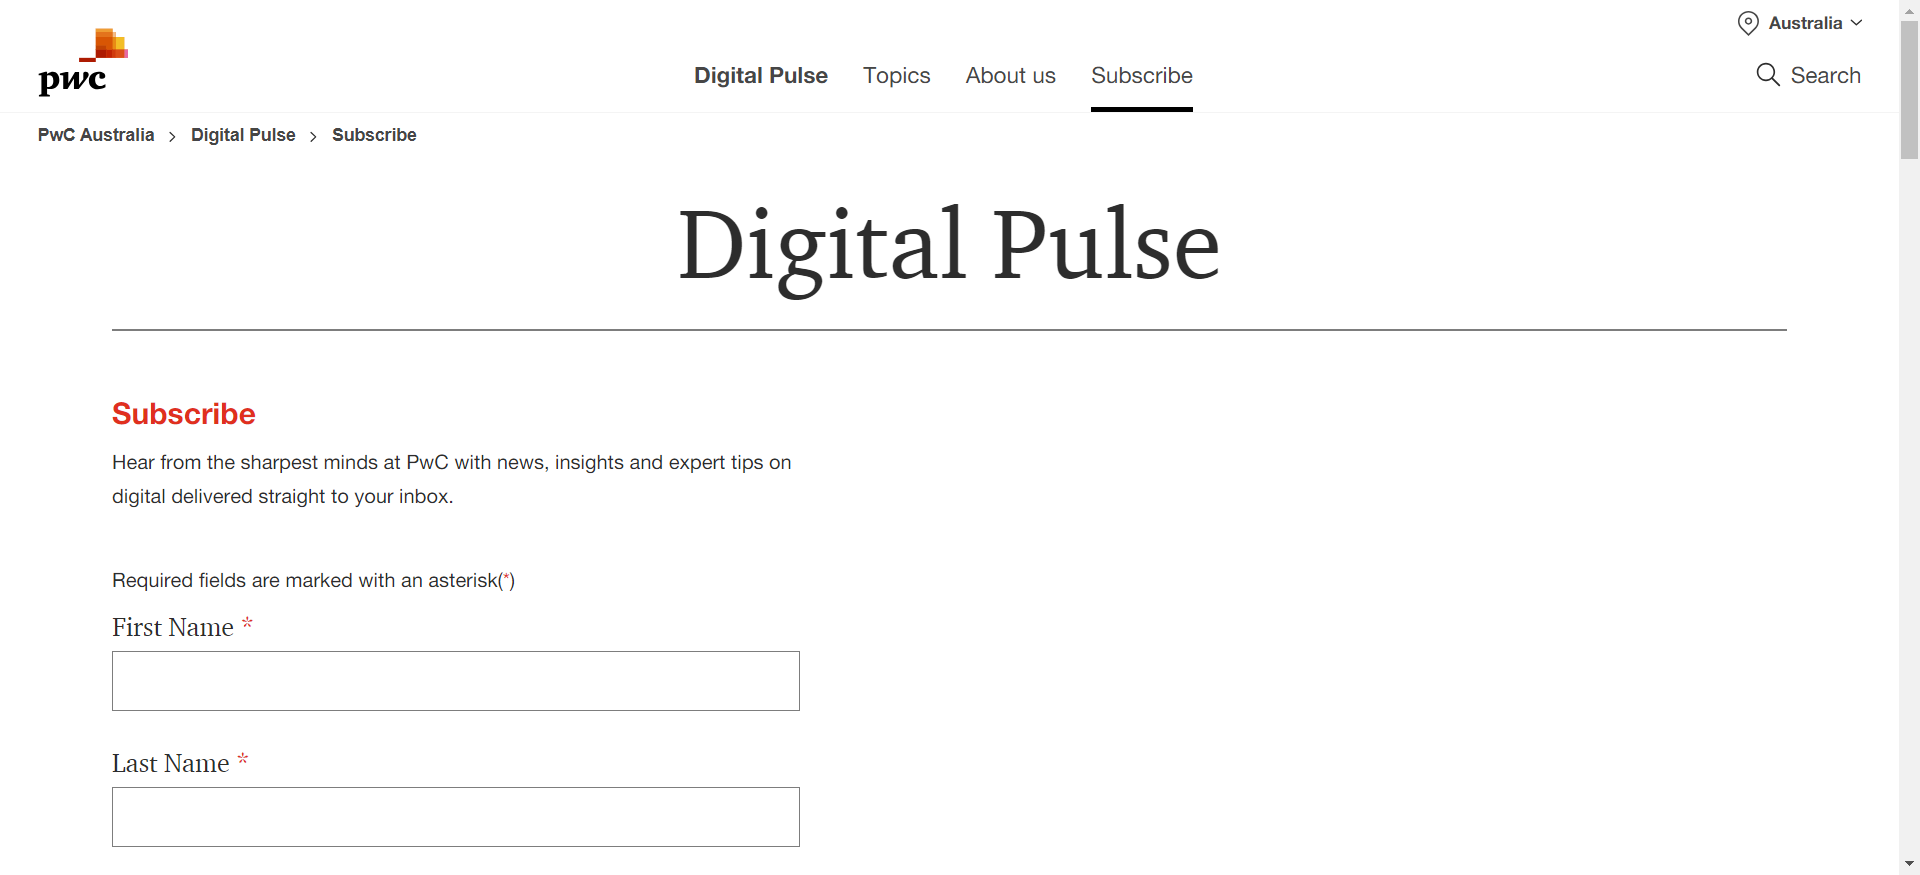 Australia
pwc
Digital Pulse Topics About us Subscribe
Search
PwC Australia > Digital Pulse > Subscribe
Digital Pulse
Subscribe
Hear from the sharpest minds at PwC with news, insights and expert tips on
digital delivered straight to your inbox.
Required fields are marked with an asterisk(*)
First Name *
Last Name *